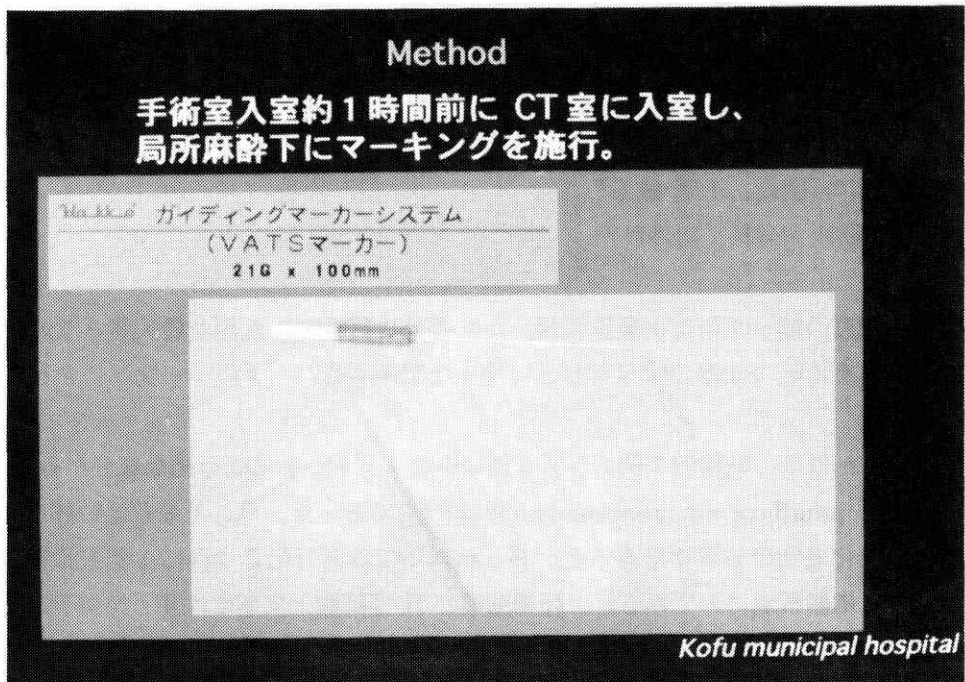 Method
手術室入室約1時間前に CT 室に入室し、
局所麻酔下にマーキングを施行。
Hakko ガイディングマーカーシステム
(VATSマーカー)
21G x 100mm
Kofu municipal hospital